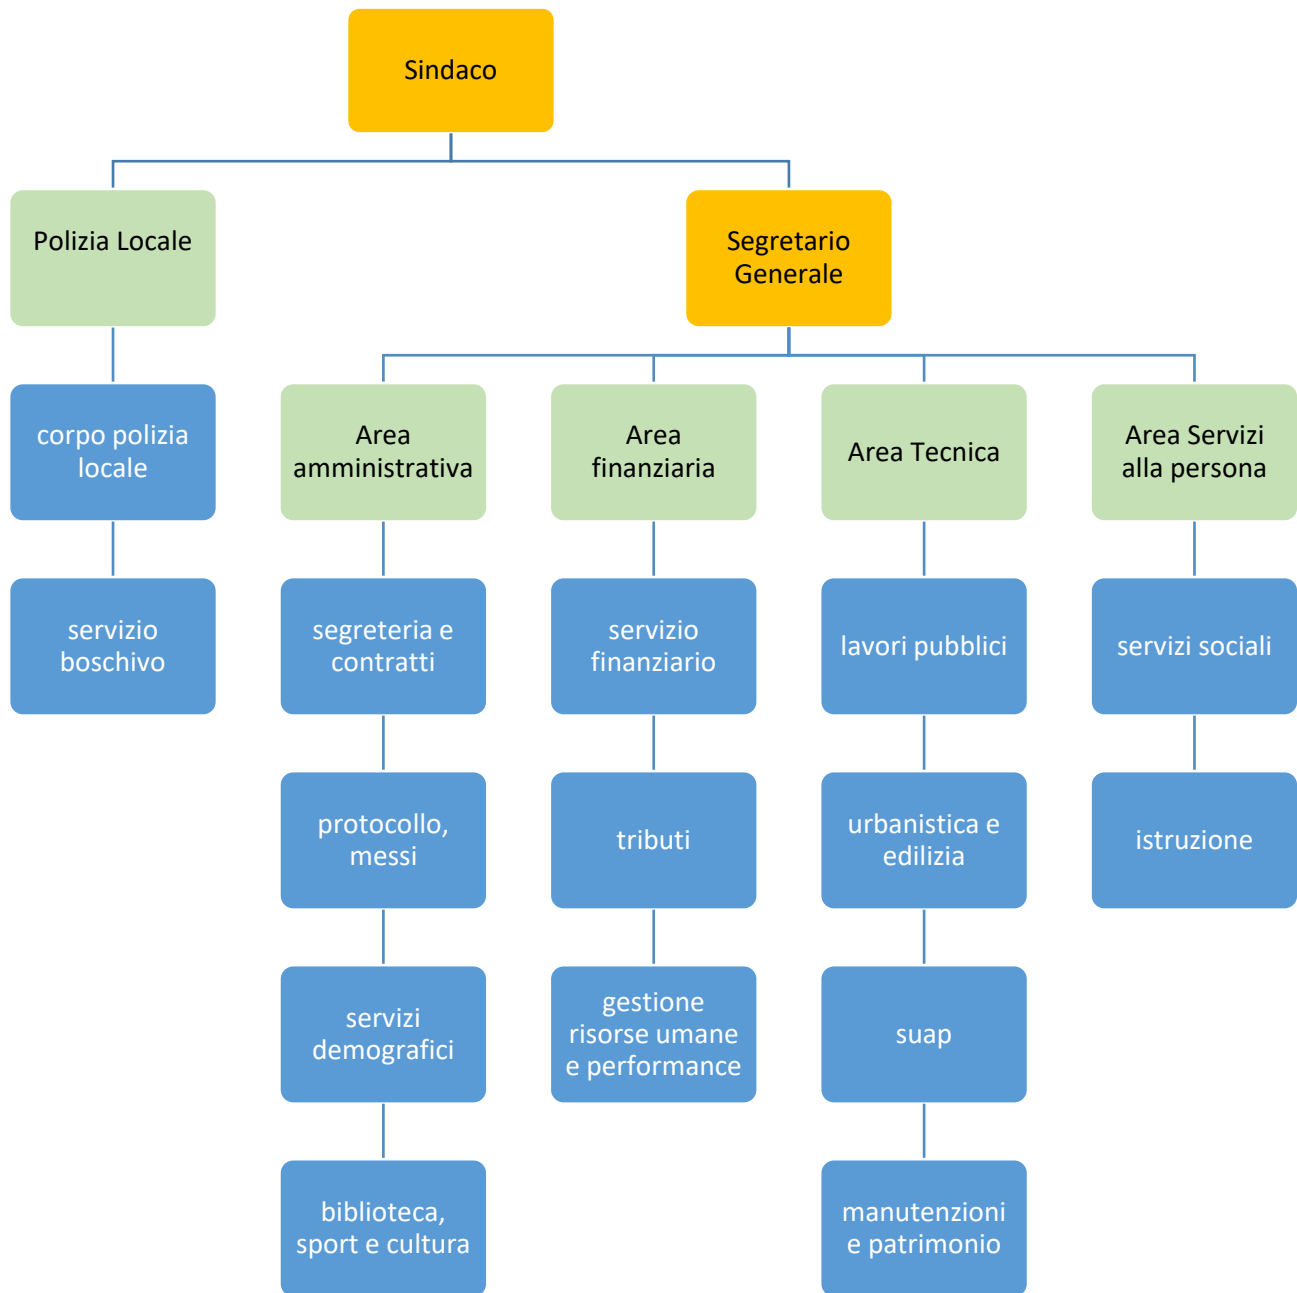 Sindaco
Polizia Locale
Segretario
Generale
corpo polizia
locale
Area
amministrativa
Area
finanziaria
Area Tecnica
Area Servizi
alla persona
servizio
boschivo
segreteria e
contratti
servizio
finanziario
lavori pubblici
servizi sociali
protocollo,
messi
tributi
urbanistica e
edilizia
istruzione
servizi
demografici
gestione
risorse umane
e performance
suap
biblioteca,
sport e cultura
manutenzioni
e patrimonio